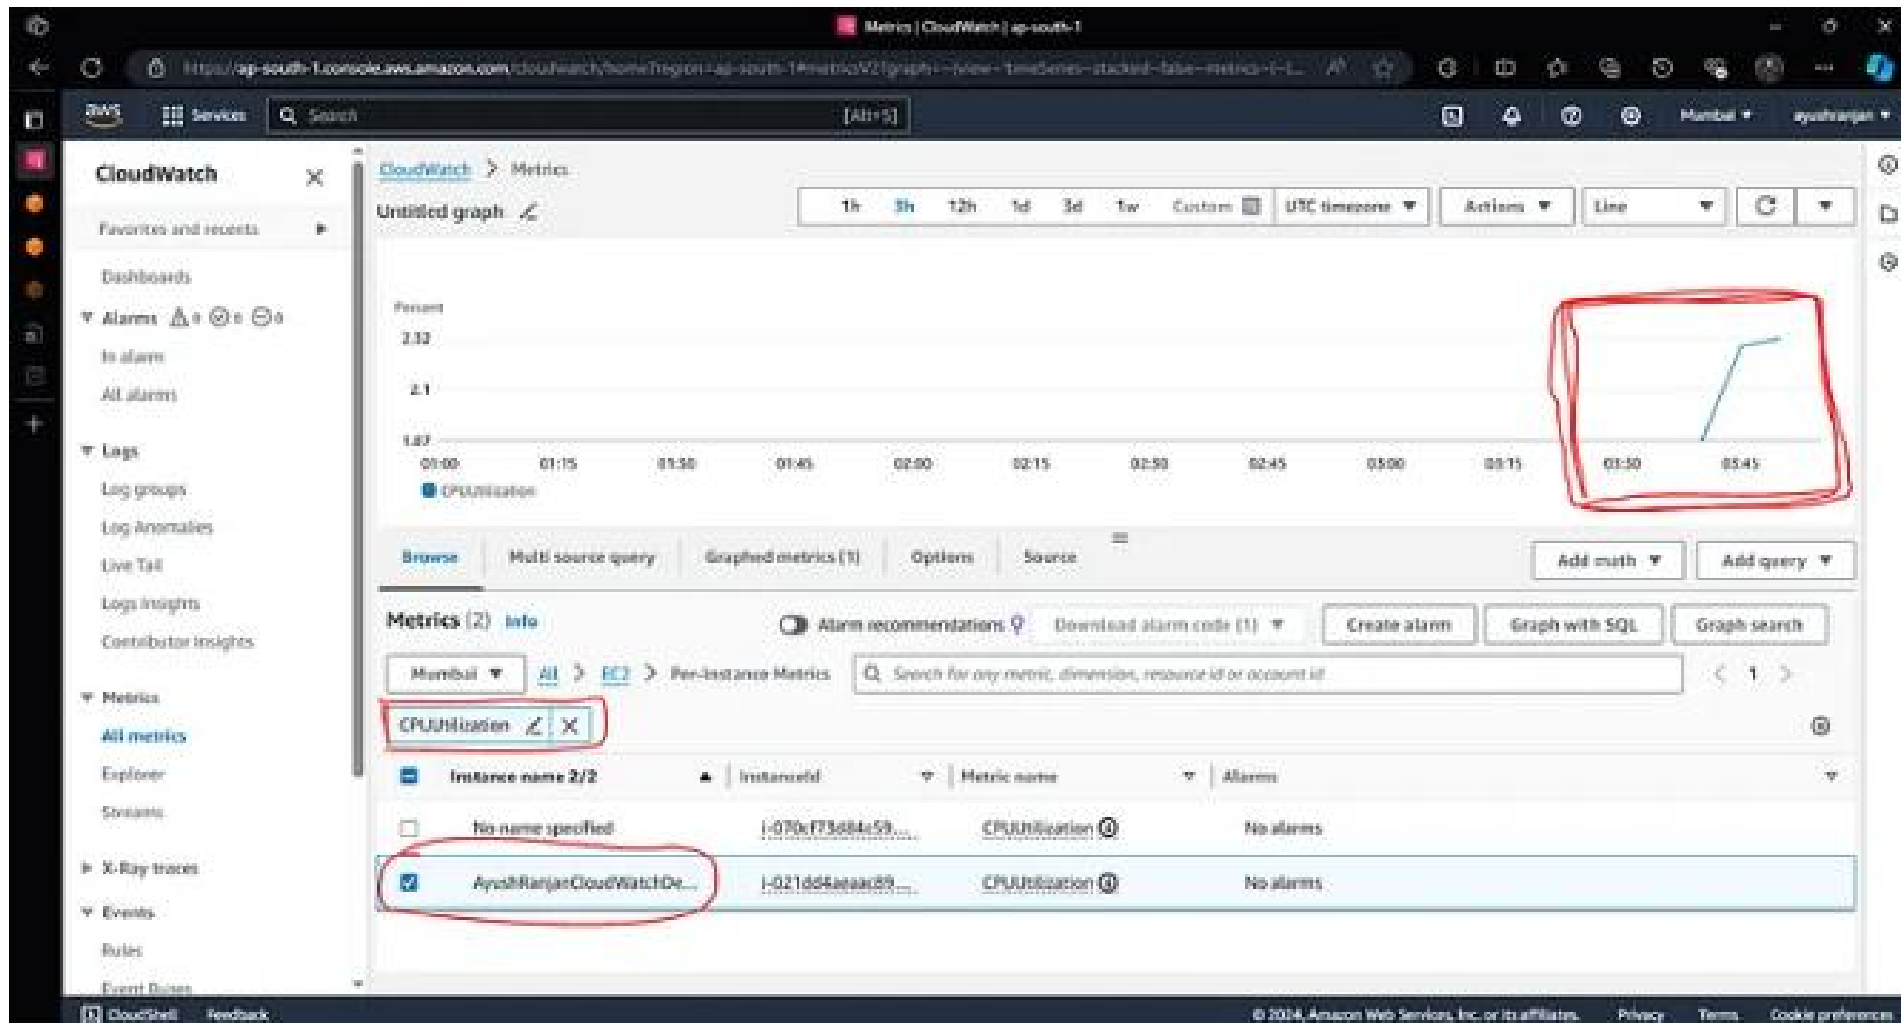 Metrics | CloudWatch | ap-south-1
aws Services Search [Alt+S] Mumbai ayushranjan
CloudWatch
Favorites and recents
Dashboards
Alarms 0 0 0
In alarm
All alarms
Logs
Log groups
Log Anomalies
Live Tail
Logs Insights
Contributor Insights
Metrics
All metrics
Explorer
Streams
X-Ray traces
Events
Rules
Event Buses
CloudWatch > Metrics
Untitled graph
1h 3h 12h 1d 3d 1w Custom UTC timezone Actions Line
Percent
2.32
2.1
1.87
01:00 01:15 01:30 01:45 02:00 02:15 02:30 02:45 03:00 03:15 03:30 03:45
CPUUtilization
Browse Multi source query Graphed metrics (1) Options Source Add math Add query
Metrics (2) Info Alarm recommendations Download alarm code (1) Create alarm Graph with SQL Graph search
Mumbai All > EC2 > Per-Instance Metrics Search for any metric, dimension, resource id or account id 1
CPUUtilization
Instance name 2/2 InstanceId Metric name Alarms
No name specified CPUUtilization No alarms
AyushRanjanCloudWatchDe... CPUUtilization No alarms
CloudShell Feedback © 2024, Amazon Web Services, Inc. or its affiliates. Privacy Terms Cookie preferences